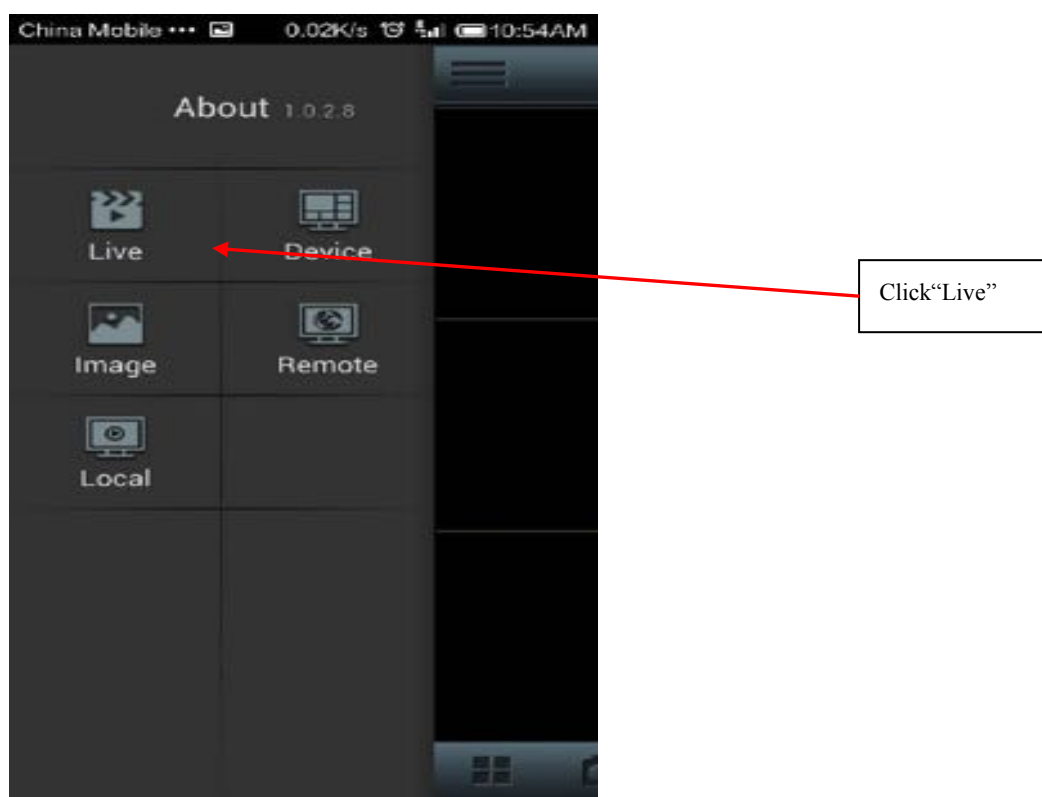 China Mobile ••• 0.02K/s 10:54AM
About 1.0.2.8
Live Device
Click“Live”
Image Remote
Local